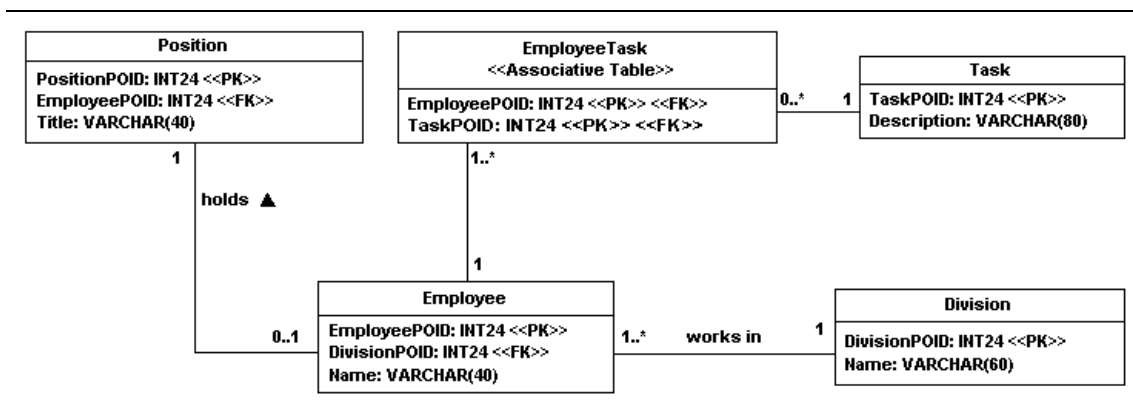 Position
PositionPOID: INT24 <<PK>>
EmployeePOID: INT24 <<FK>>
Title: VARCHAR(40)
EmployeeTask
<<Associative Table>>
EmployeePOID: INT24 <<PK>> <<FK>>
TaskPOID: INT24 <<PK>> <<FK>>
Task
TaskPOID: INT24 <<PK>>
Description: VARCHAR(80)
0..*
1
1
1..*
holds ▲
1
0..1
Employee
EmployeePOID: INT24 <<PK>>
DivisionPOID: INT24 <<FK>>
Name: VARCHAR(40)
1..*
works in
1
Division
DivisionPOID: INT24 <<PK>>
Name: VARCHAR(60)